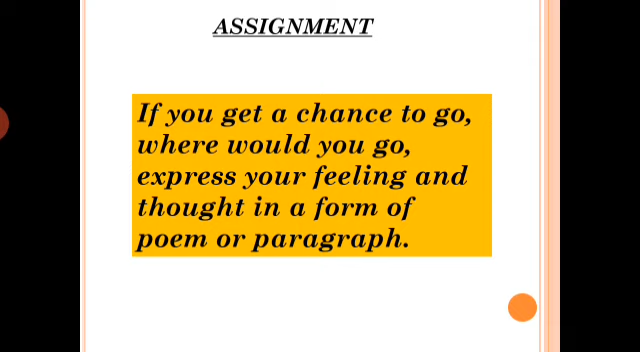 ASSIGNMENT
If you get a chance to go,
where would you go,
express your feeling and
thought in a form of
poem or paragraph.